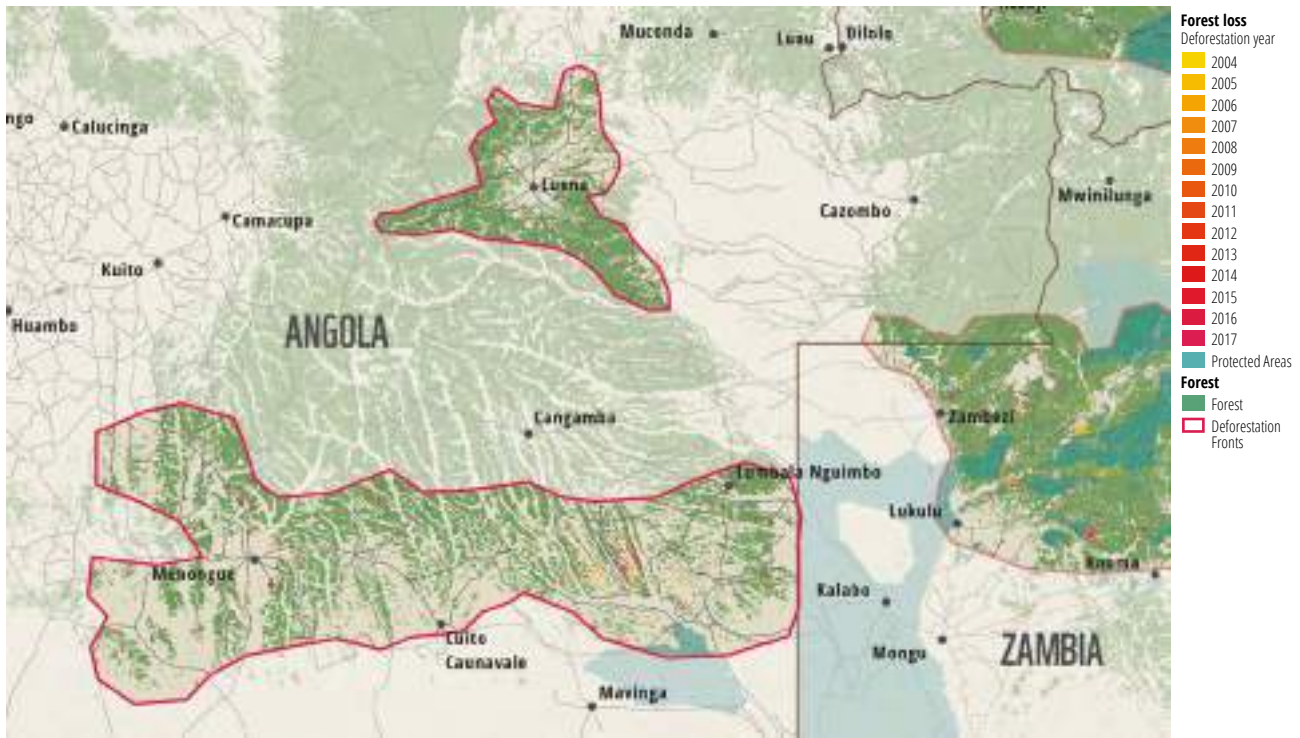 Muconda
Luau
Dilolo
ngo
Calucinga
Luena
Camacupa
Cazombo
Mwinilunga
Kuito
Huambo
ANGOLA
Cangamba
Zambezi
Lumbala Nguimbo
Lukulu
Menongue
Kalabo
Cuito
Caunavale
Mongu
ZAMBIA
Mavinga
Forest loss
Deforestation year
2004
2005
2006
2007
2008
2009
2010
2011
2012
2013
2014
2015
2016
2017
Protected Areas
Forest
Forest
Deforestation
Fronts